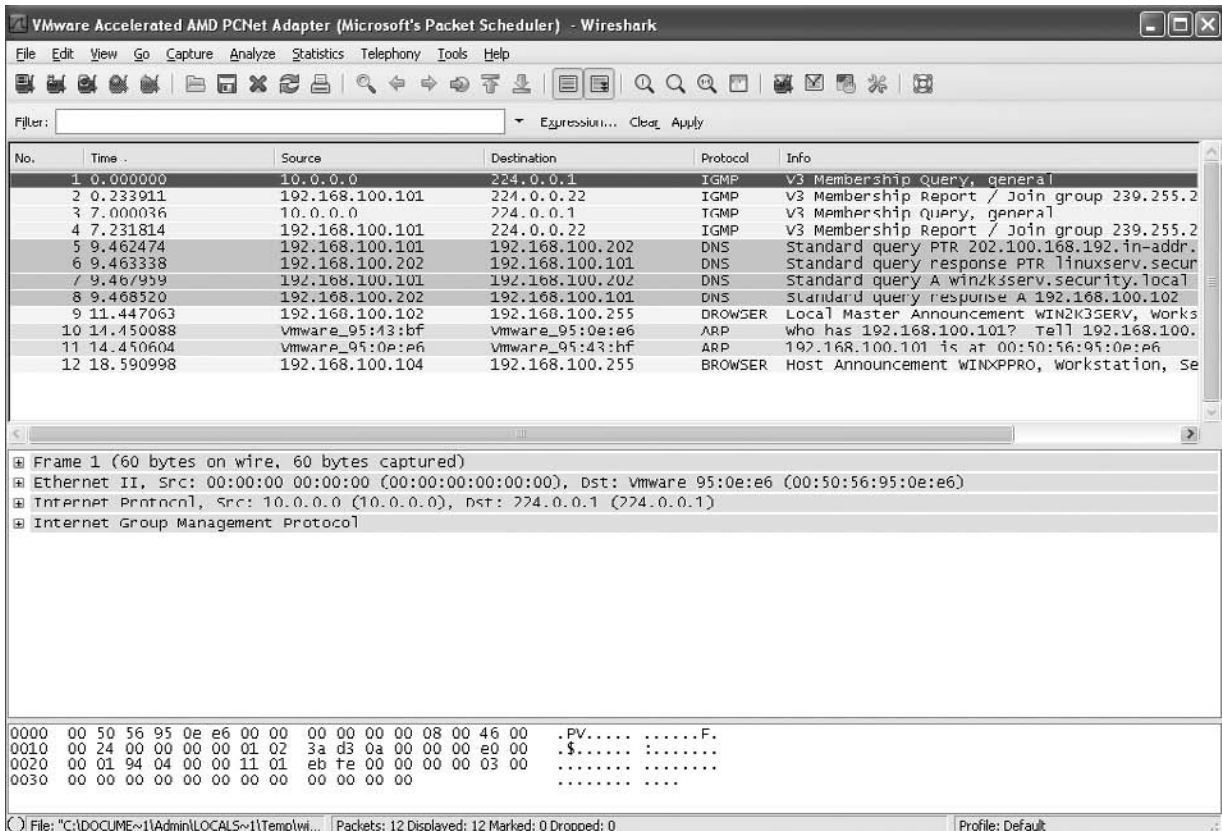 VMware Accelerated AMD PCNet Adapter (Microsoft's Packet Scheduler) - Wireshark
File Edit View Go Capture Analyze Statistics Telephony Tools Help
Filter: Expression... Clear Apply
No. Time Source Destination Protocol Info
1 0.000000 10.0.0.0 224.0.0.1 IGMP V3 Membership Query, general
2 0.233911 192.168.100.101 224.0.0.22 IGMP V3 Membership Report / Join group 239.255.2
3 7.000036 10.0.0.0 224.0.0.1 IGMP V3 Membership Query, general
4 7.231814 192.168.100.101 224.0.0.22 IGMP V3 Membership Report / Join group 239.255.2
5 9.462474 192.168.100.101 192.168.100.202 DNS Standard query PTR 202.100.168.192.in-addr.
6 9.463338 192.168.100.202 192.168.100.101 DNS Standard query response PTR linuxserv.secur
7 9.467959 192.168.100.101 192.168.100.202 DNS Standard query A win2k3serv.security.local
8 9.468520 192.168.100.202 192.168.100.101 DNS Standard query response A 192.168.100.102
9 11.447063 192.168.100.102 192.168.100.255 BROWSER Local Master Announcement WIN2K3SERV, Works
10 14.450088 Vmware_95:43:bf Vmware_95:0e:e6 ARP who has 192.168.100.101? Tell 192.168.100.
11 14.450604 Vmware_95:0e:e6 Vmware_95:43:bf ARP 192.168.100.101 is at 00:50:56:95:0e:e6
12 18.590998 192.168.100.104 192.168.100.255 BROWSER Host Announcement WINXPPRO, Workstation, Se
Frame 1 (60 bytes on wire, 60 bytes captured)
Ethernet II, Src: 00:00:00 00:00:00 (00:00:00:00:00:00), Dst: Vmware 95:0e:e6 (00:50:56:95:0e:e6)
Internet Protocol, Src: 10.0.0.0 (10.0.0.0), Dst: 224.0.0.1 (224.0.0.1)
Internet Group Management Protocol
0000 00 50 56 95 0e e6 00 00 00 00 00 00 08 00 46 00 .PV..... ......F.
0010 00 24 00 00 00 00 01 02 3a d3 0a 00 00 00 e0 00 .$...... :.......
0020 00 01 94 04 00 00 11 01 eb fe 00 00 00 00 03 00 ........ ........
0030 00 00 00 00 00 00 00 00 00 00 00 00 ........ ....
File: "C:\DOCUME~1\Admin\LOCALS~1\Temp\wi... Packets: 12 Displayed: 12 Marked: 0 Dropped: 0 Profile: Default